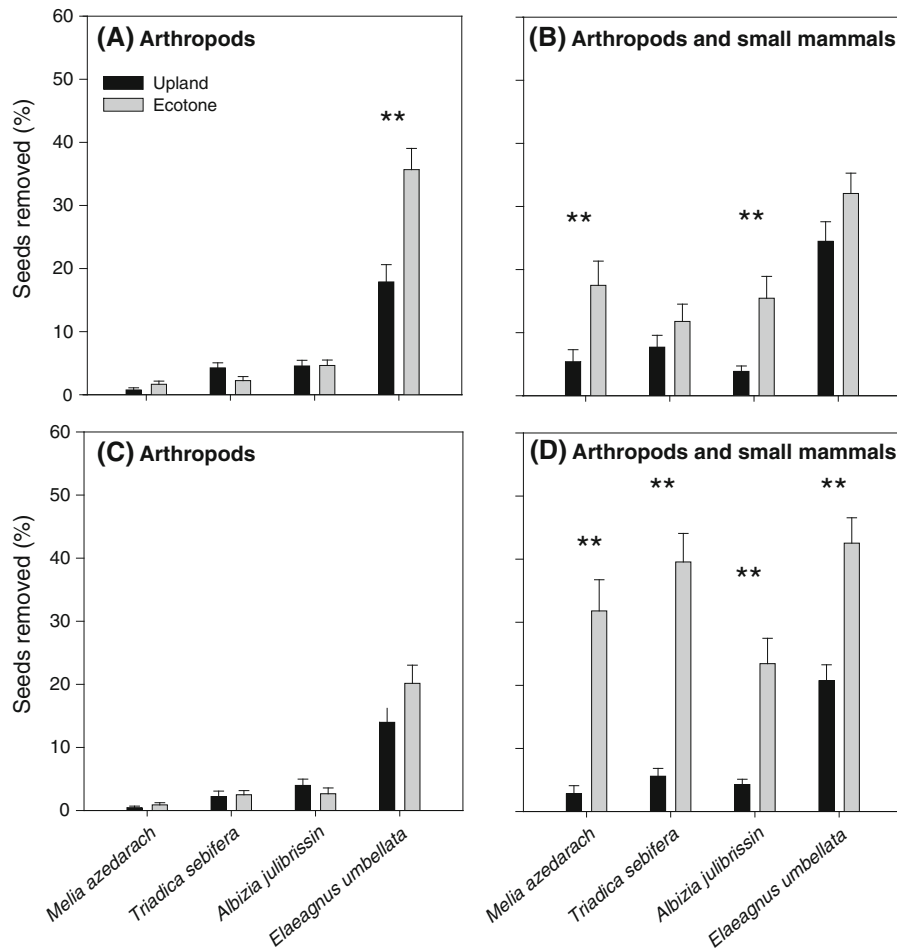 (A) Arthropods
Upland
Ecotone
**
Seeds removed (%)
60
50
40
30
20
10
0
(B) Arthropods and small mammals
**
**
(C) Arthropods
Seeds removed (%)
60
50
40
30
20
10
0
(D) Arthropods and small mammals
**
**
**
**
Melia azedarach
Triadica sebifera
Albizia julibrissin
Elaeagnus umbellata
Melia azedarach
Triadica sebifera
Albizia julibrissin
Elaeagnus umbellata